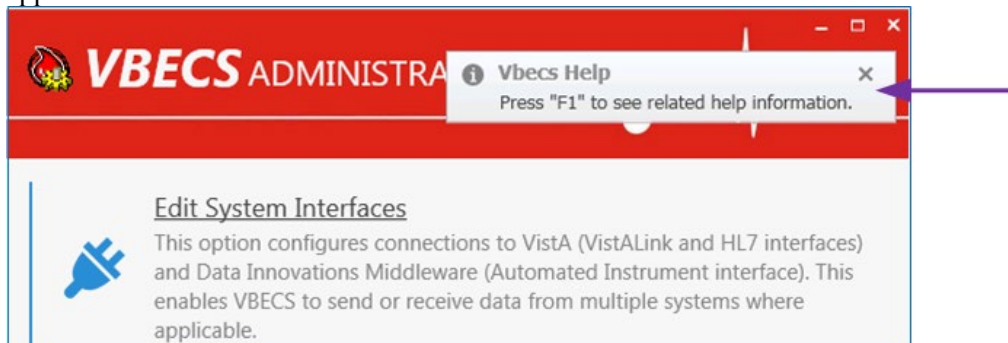 VBECS ADMINISTRA
Vbecs Help
Press "F1" to see related help information.
Edit System Interfaces
This option configures connections to VistA (VistALink and HL7 interfaces)
and Data Innovations Middleware (Automated Instrument interface). This
enables VBECS to send or receive data from multiple systems where
applicable.